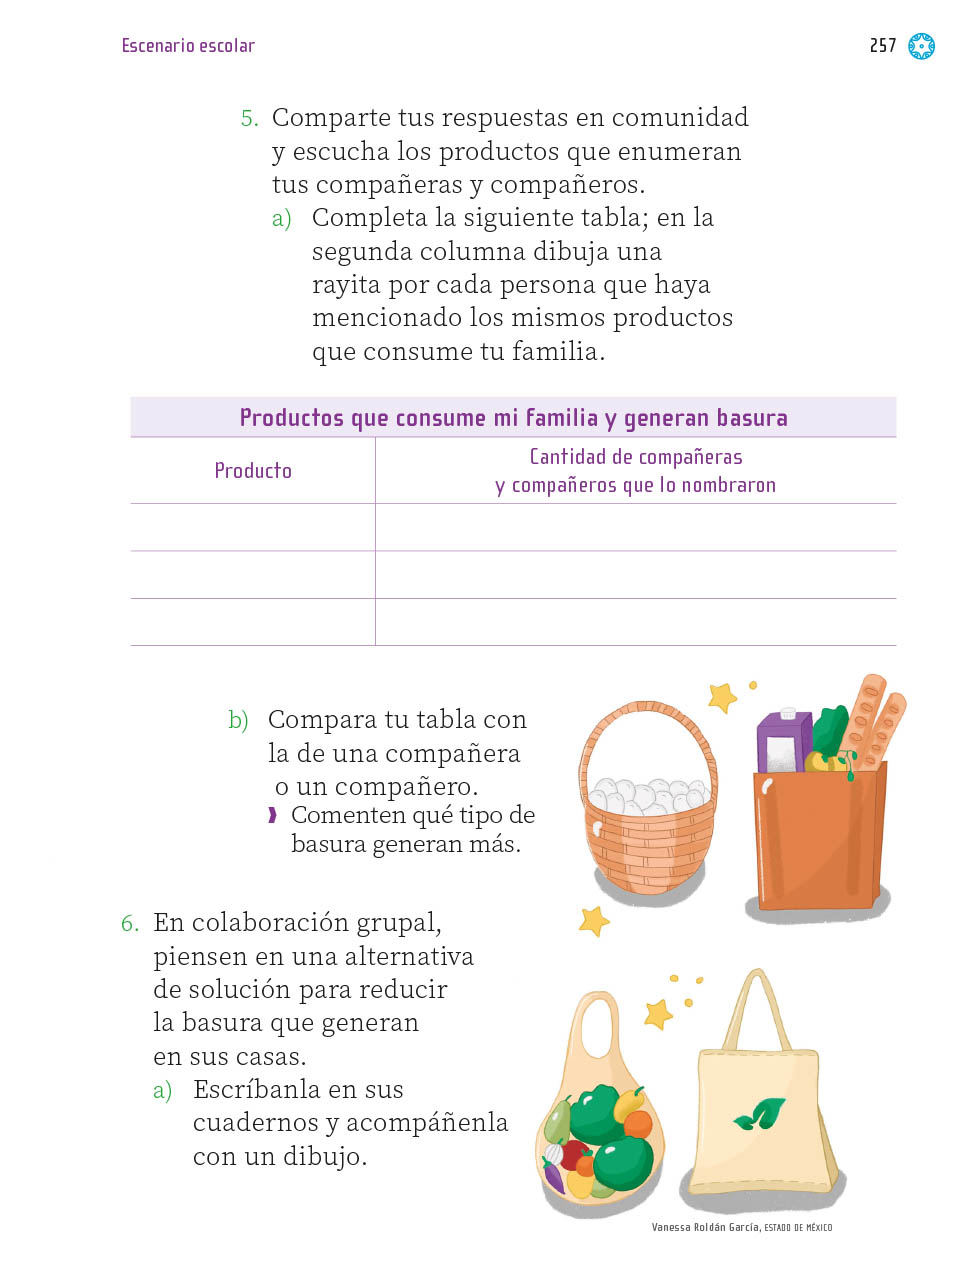 Escenario escolar
257
5. Comparte tus respuestas en comunidad
y escucha los productos que enumeran
tus compañeras y compañeros.
a) Completa la siguiente tabla; en la
segunda columna dibuja una
rayita por cada persona que haya
mencionado los mismos productos
que consume tu familia.
Productos que consume mi familia y generan basura
Producto
Cantidad de compañeras
y compañeros que lo nombraron
b) Compara tu tabla con
la de una compañera
o un compañero.
Comenten qué tipo de
basura generan más.
6. En colaboración grupal,
piensen en una alternativa
de solución para reducir
la basura que generan
en sus casas.
a) Escríbanla en sus
cuadernos y acompáñenla
con un dibujo.
Vanessa Roldán García, ESTADO DE MÉXICO